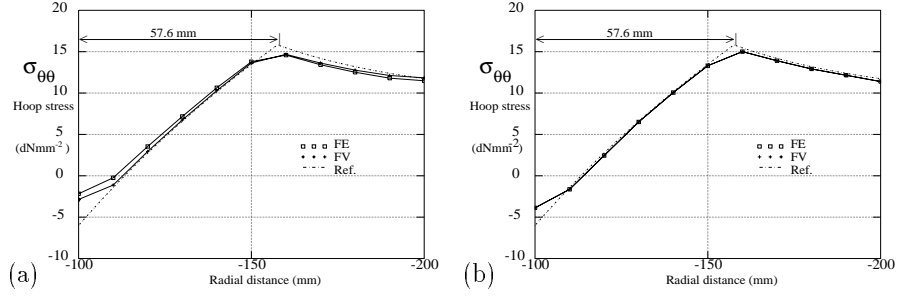 20
57.6 mm
15
σθθ
10
Hoop stress
5
(dNmm-2)
FE
FV
Ref.
0
-5
-10
-100
-150
-200
(a)
Radial distance (mm)
20
57.6 mm
15
σθθ
10
Hoop stress
5
(dNmm-2)
FE
FV
Ref.
0
-5
-10
-100
-150
-200
(b)
Radial distance (mm)